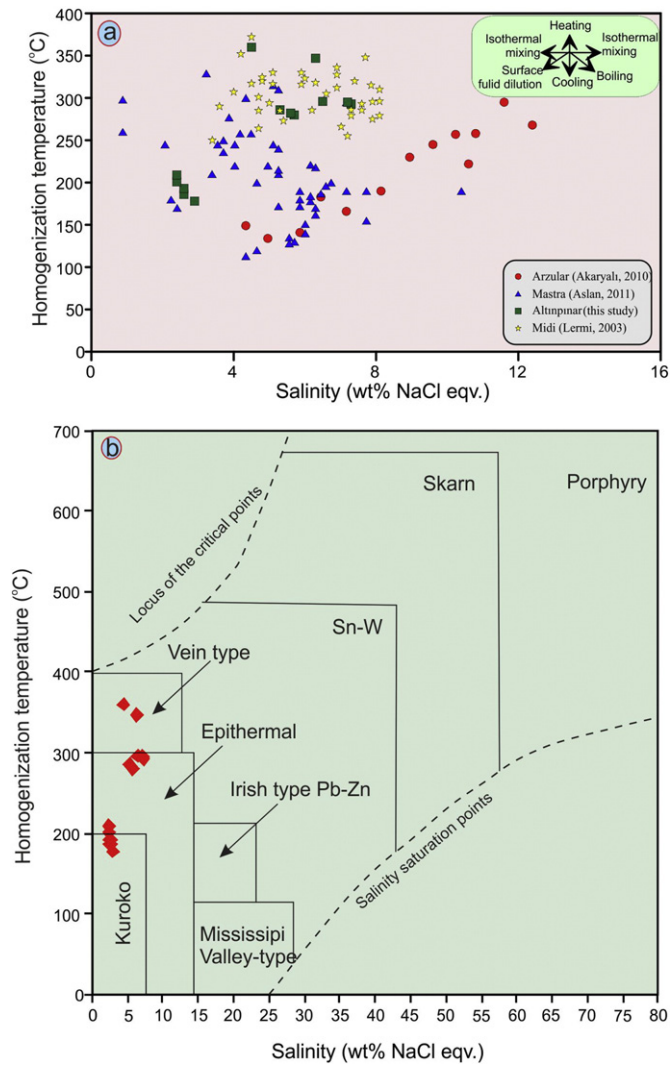 a
400
350
300
250
200
150
100
50
0
Homogenization temperature (°C)
0 4 8 12 16
Salinity (wt% NaCl eqv.)
Heating
Isothermal mixing
Isothermal mixing
Surface fulid dilution
Cooling
Boiling
Arzular (Akaryalı, 2010)
Mastra (Aslan, 2011)
Altınpınar (this study)
Midi (Lermi, 2003)
b
700
600
500
400
300
200
100
0
Homogenization temperature (°C)
Locus of the critical points
Skarn
Porphyry
Sn-W
Vein type
Epithermal
Irish type Pb-Zn
Kuroko
Mississipi
Valley-type
Salinity saturation points
0 5 10 15 20 25 30 35 40 45 50 55 60 65 70 75 80
Salinity (wt% NaCl eqv.)